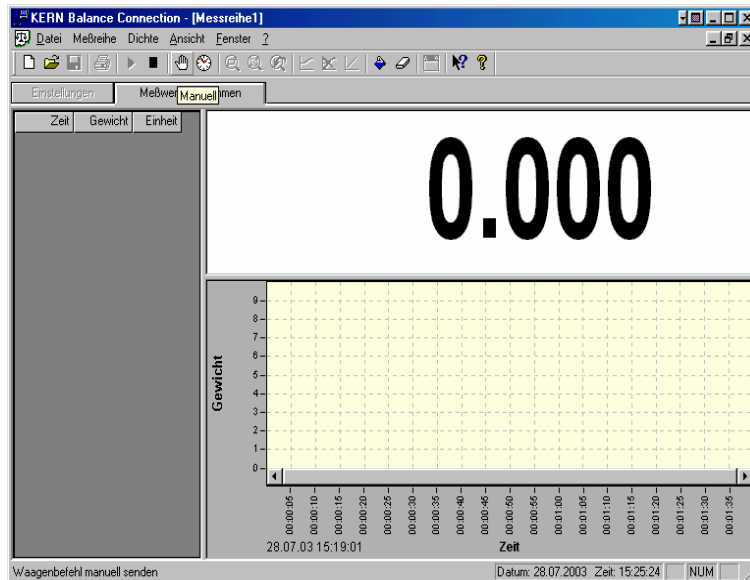 KERN Balance Connection - [Messreihe1]
Datei Meßreihe Dichte Ansicht Fenster ?
Einstellungen
Manuell
Zeit Gewicht Einheit
0.000
Gewicht
9
8
7
6
5
4
3
2
1
0
00:00:05 00:00:10 00:00:15 00:00:20 00:00:25 00:00:30 00:00:35 00:00:40 00:00:45 00:00:50 00:00:55 00:01:00 00:01:05 00:01:10 00:01:15 00:01:20 00:01:25 00:01:30 00:01:35
28.07.03 15:19:01 Zeit
Waagenbefehl manuell senden Datum: 28.07.2003 Zeit: 15:25:24 NUM